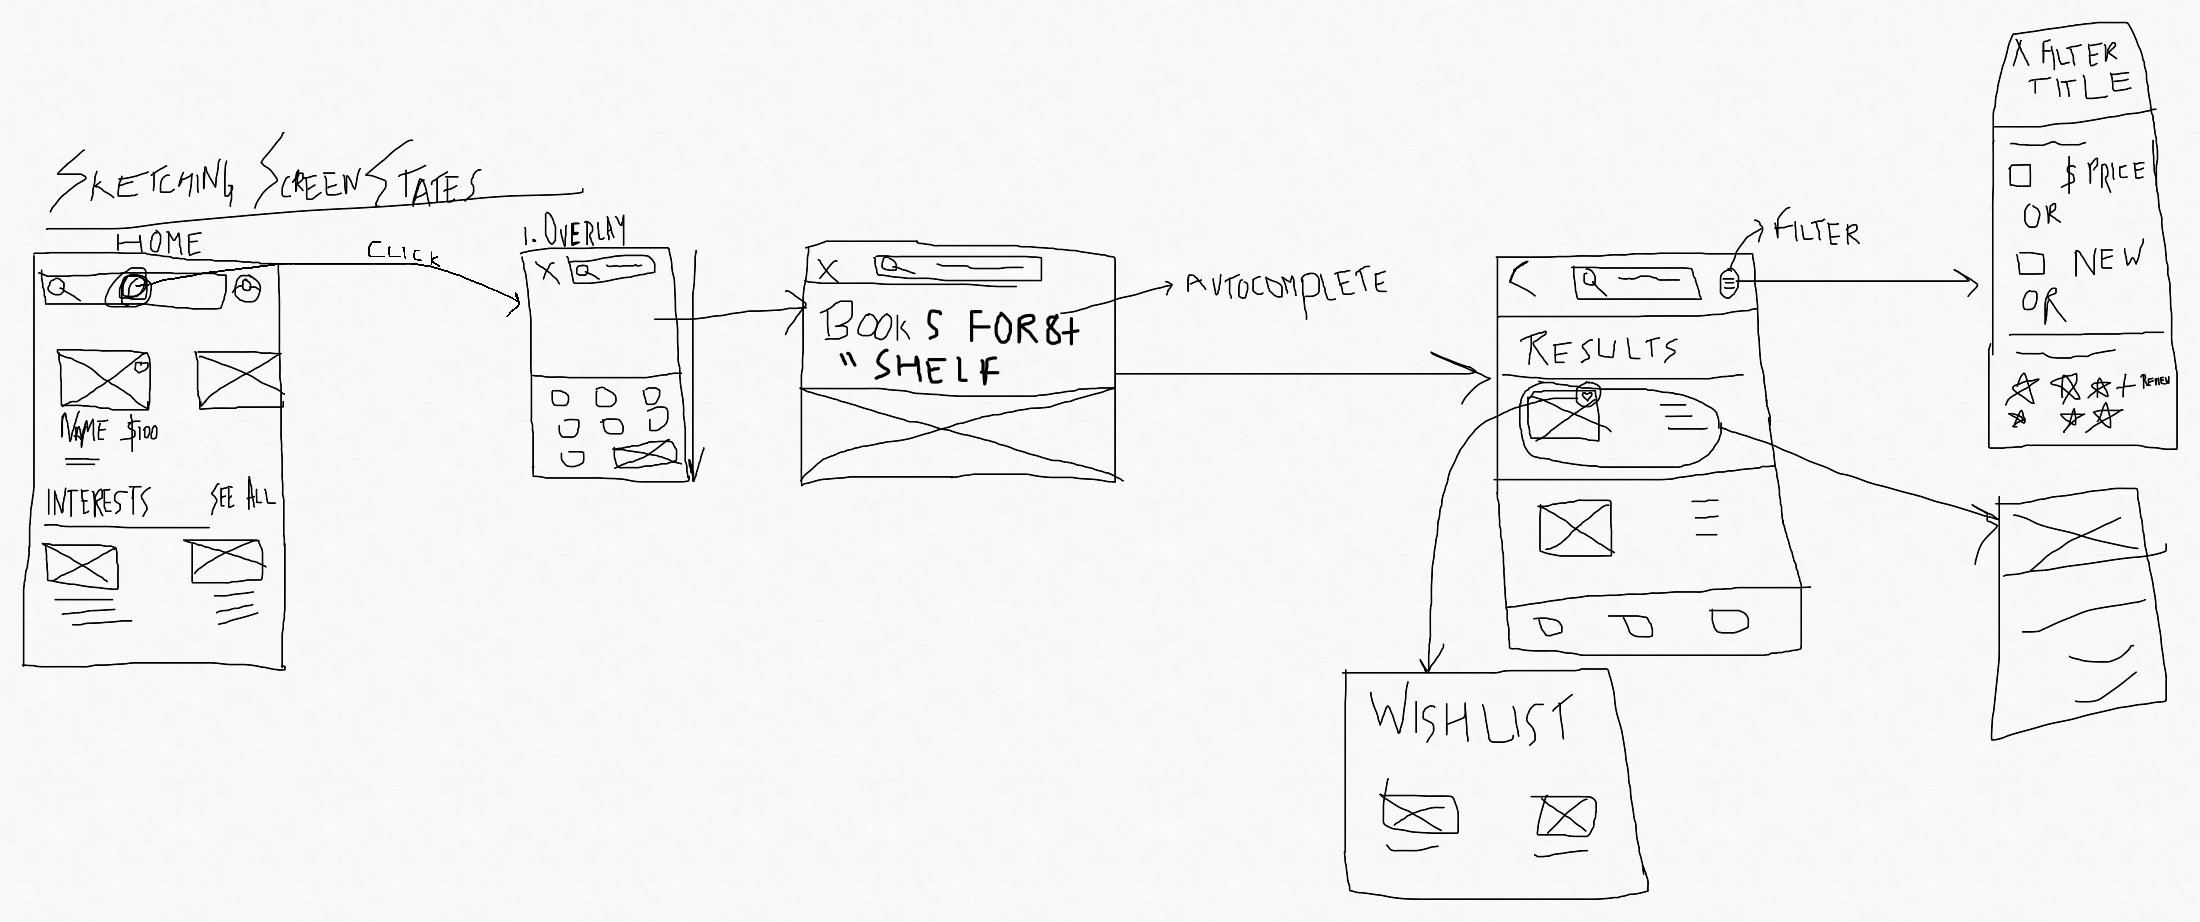 SKETCHING SCREEN STATES
HOME
CLICK
NAME $100
INTERESTS SEE ALL
1. OVERLAY
BOOKS FOR 8+
" SHELF
AUTOCOMPLETE
FILTER
RESULTS
WISHLIST
X FILTER
TITLE
$ PRICE
OR
NEW
OR